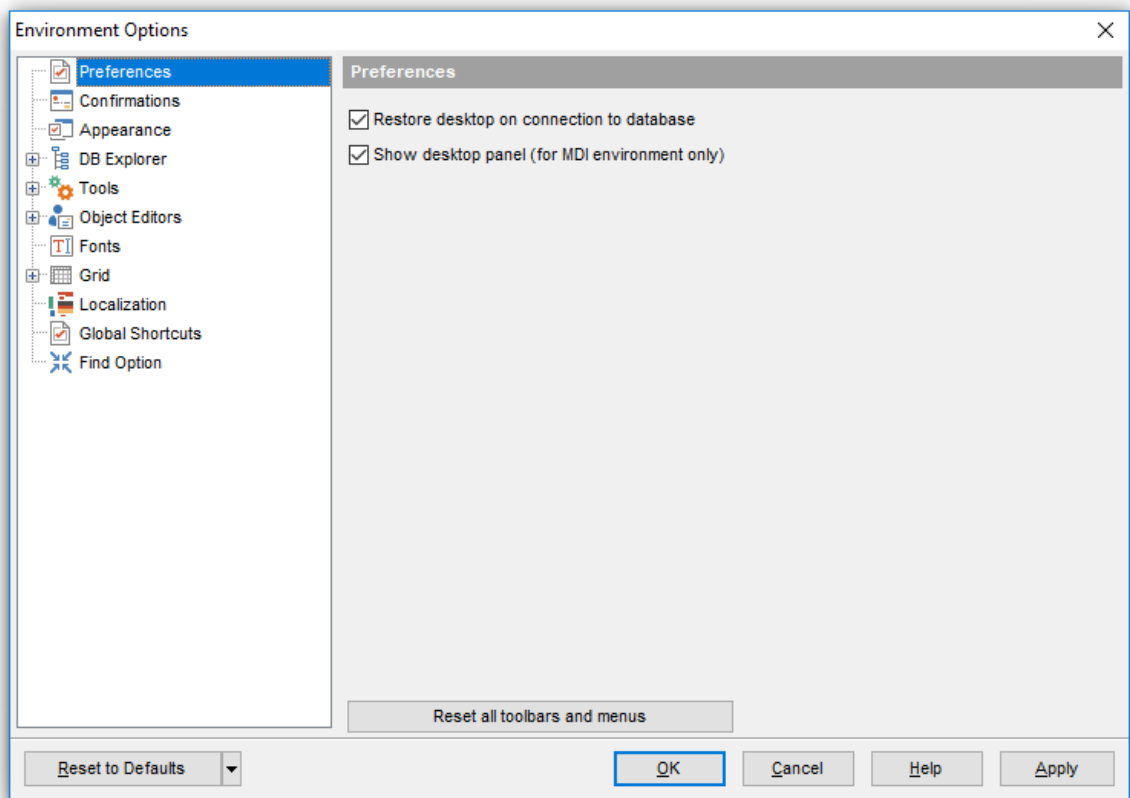 Environment Options
Preferences
Confirmations
Appearance
DB Explorer
Tools
Object Editors
Fonts
Grid
Localization
Global Shortcuts
Find Option
Preferences
Restore desktop on connection to database
Show desktop panel (for MDI environment only)
Reset all toolbars and menus
Reset to Defaults
OK
Cancel
Help
Apply